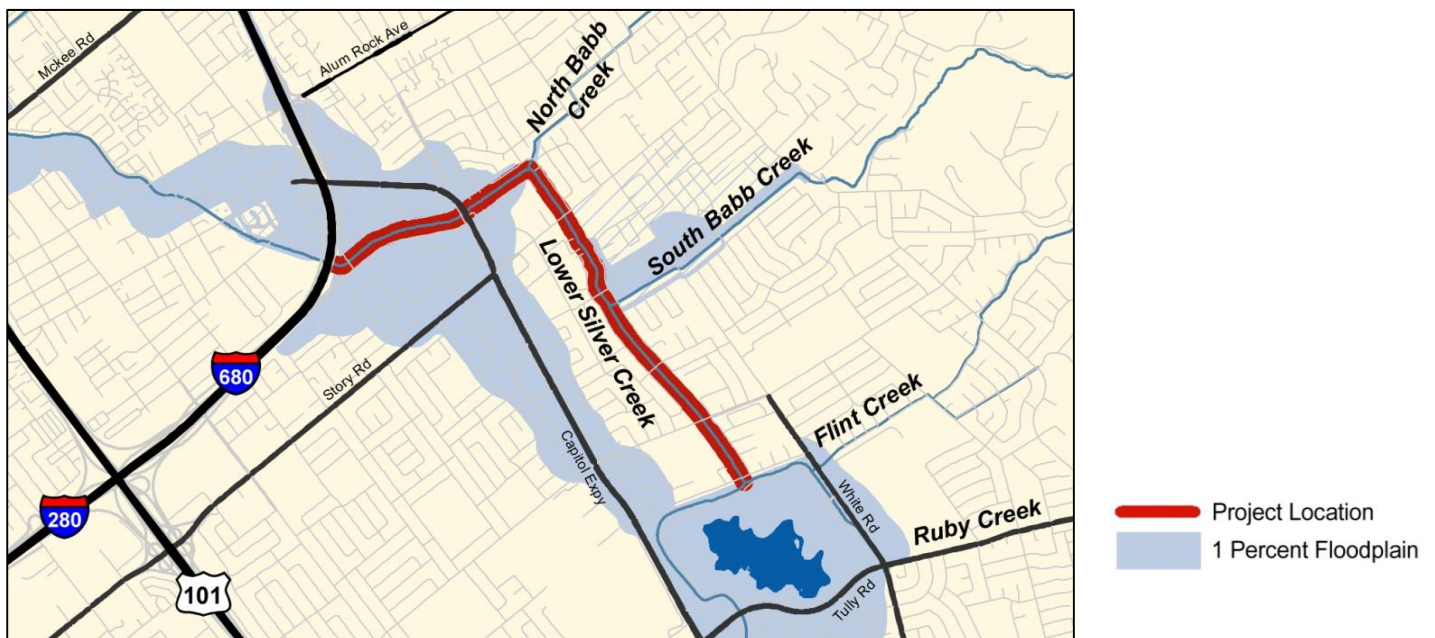 Mckee Rd
Alum Rock Ave
North Babb
Creek
South Babb Creek
Lower Silver Creek
680
Story Rd
Flint Creek
Capitol Expy
White Rd
280
Ruby Creek
101
Tully Rd
Project Location
1 Percent Floodplain